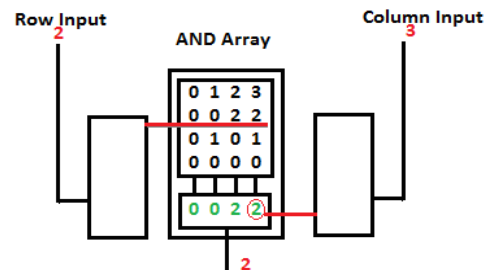 Row Input
2
Column Input
3
AND Array
0 1 2 3
0 0 2 2
0 1 0 1
0 0 0 0
0 0 2 2
2